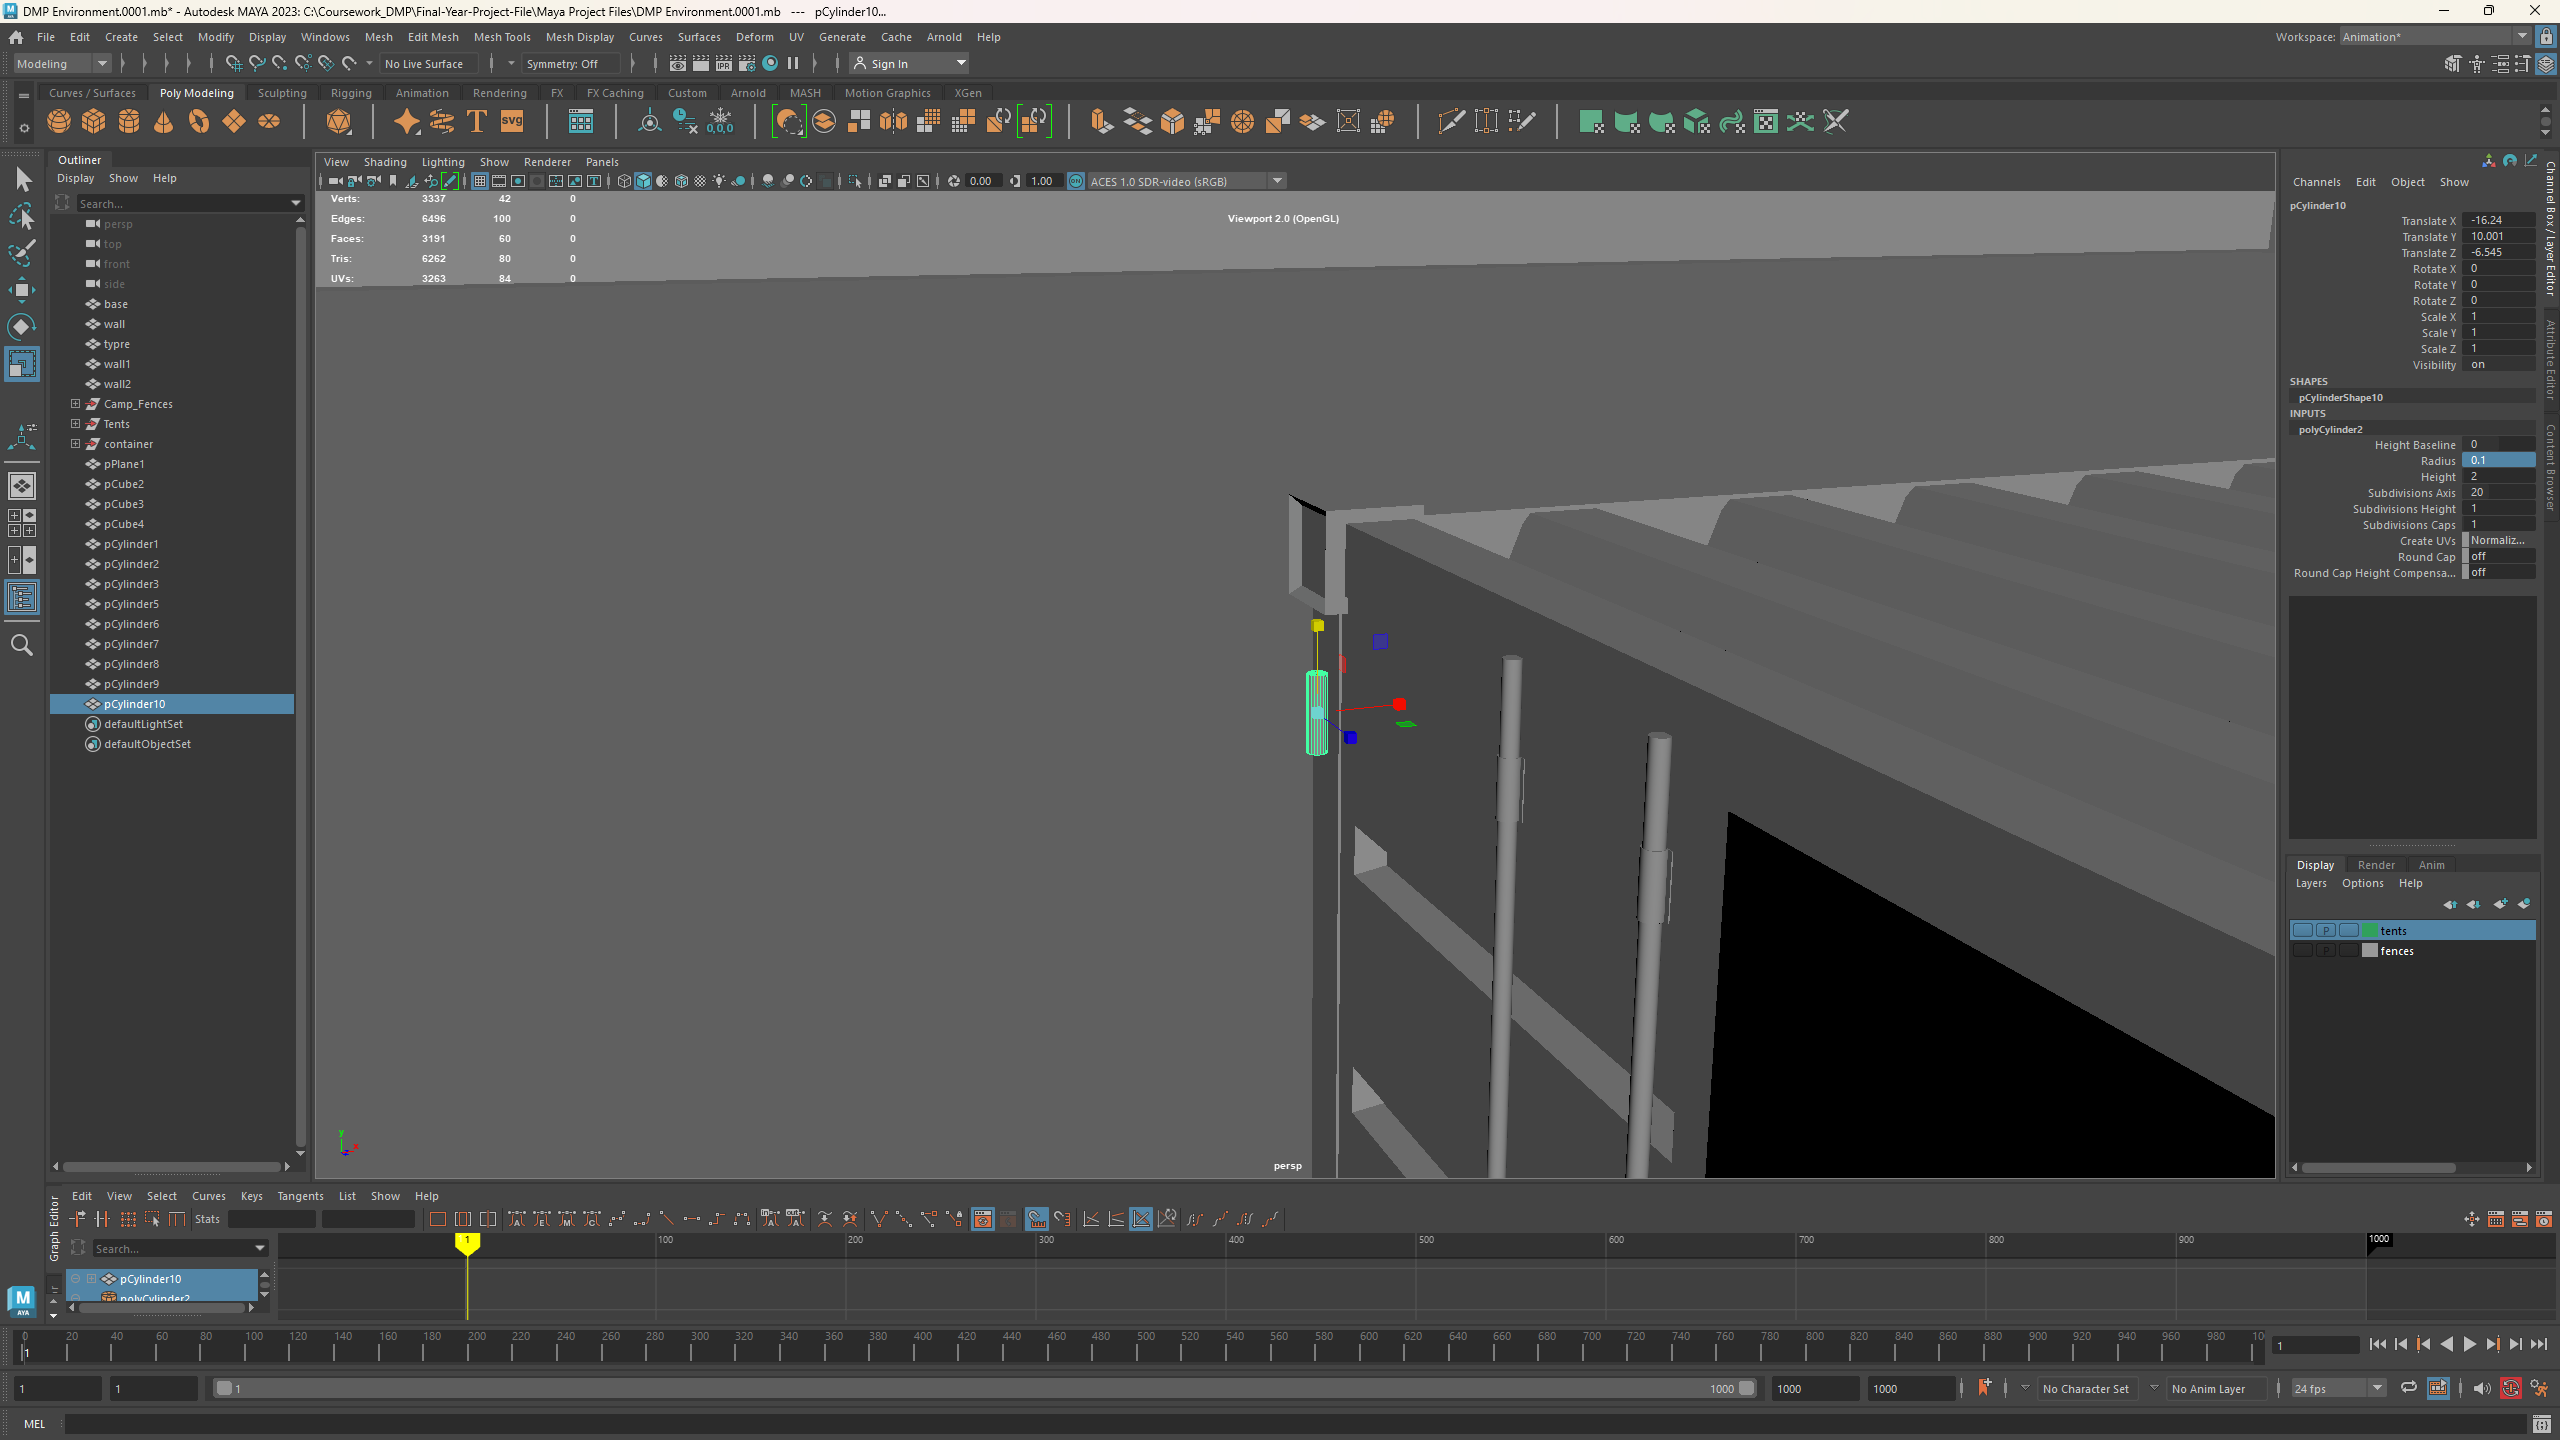 DMP Environment.0001.mb* - Autodesk MAYA 2023: C:\Coursework_DMP\Final-Year-Project-File\Maya Project Files\DMP Environment.0001.mb --- pCylinder10...
File Edit Create Select Modify Display Windows Mesh Edit Mesh Mesh Tools Mesh Display Curves Surfaces Deform UV Generate Cache Arnold Help
Workspace: Animation*
Modeling No Live Surface Symmetry: Off Sign In
Curves / Surfaces Poly Modeling Sculpting Rigging Animation Rendering FX FX Caching Custom Arnold MASH Motion Graphics XGen
T SVG 0,0,0
Outliner
Display Show Help
Search...
persp
top
front
side
base
wall
typre
wall1
wall2
Camp_Fences
Tents
container
pPlane1
pCube2
pCube3
pCube4
pCylinder1
pCylinder2
pCylinder3
pCylinder5
pCylinder6
pCylinder7
pCylinder8
pCylinder9
pCylinder10
defaultLightSet
defaultObjectSet
View Shading Lighting Show Renderer Panels
0.00 1.00 ACES 1.0 SDR-video (sRGB)
Verts: 3337 42 0
Edges: 6496 100 0
Faces: 3191 60 0
Tris: 6262 80 0
UVs: 3263 84 0
Viewport 2.0 (OpenGL)
y
x
persp
Channels Edit Object Show
pCylinder10
Translate X -16.24
Translate Y 10.001
Translate Z -6.545
Rotate X 0
Rotate Y 0
Rotate Z 0
Scale X 1
Scale Y 1
Scale Z 1
Visibility on
SHAPES
pCylinderShape10
INPUTS
polyCylinder2
Height Baseline 0
Radius 0.1
Height 2
Subdivisions Axis 20
Subdivisions Height 1
Subdivisions Caps 1
Create UVs Normaliz...
Round Cap off
Round Cap Height Compensa... off
Channel Box / Layer Editor
Attribute Editor
Content Browser
Display Render Anim
Layers Options Help
P tents
P fences
Graph Editor
Edit View Select Curves Keys Tangents List Show Help
Stats
Search...
pCylinder10
polyCylinder2
1 100 200 300 400 500 600 700 800 900 1000
0 20 40 60 80 100 120 140 160 180 200 220 240 260 280 300 320 340 360 380 400 420 440 460 480 500 520 540 560 580 600 620 640 660 680 700 720 740 760 780 800 820 840 860 880 900 920 940 960 980 10
1
1
1 1 1 1000 1000 1000 No Character Set No Anim Layer 24 fps
MEL
M
AYA